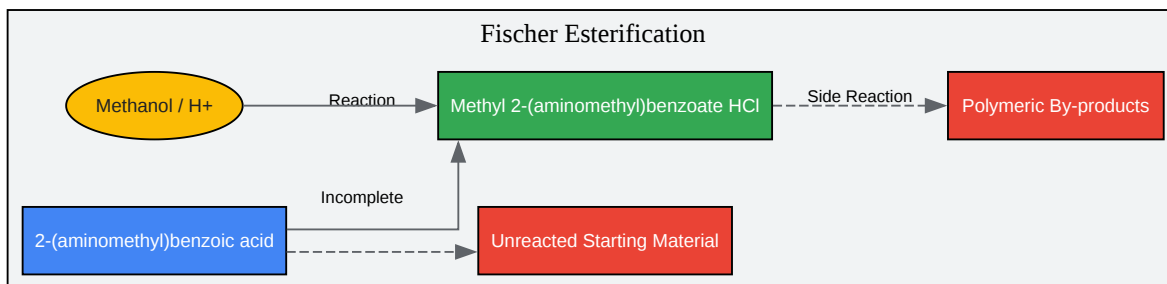 Fischer Esterification
Methanol / H+
Reaction
Methyl 2-(aminomethyl)benzoate HCl
Side Reaction
Polymeric By-products
Incomplete
2-(aminomethyl)benzoic acid
Unreacted Starting Material